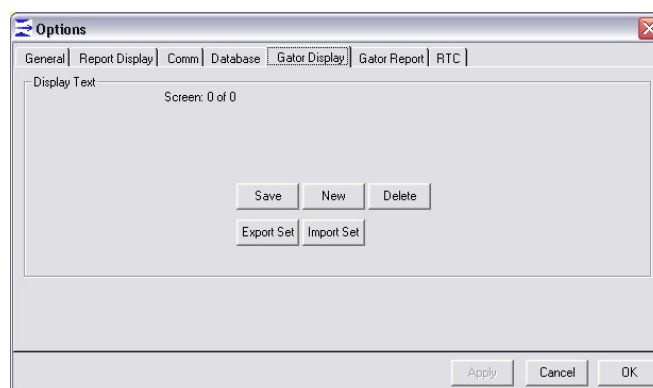 Options
General Report Display Comm Database Gator Display Gator Report RTC
Display Text
Screen: 0 of 0
Save New Delete
Export Set Import Set
Apply Cancel OK